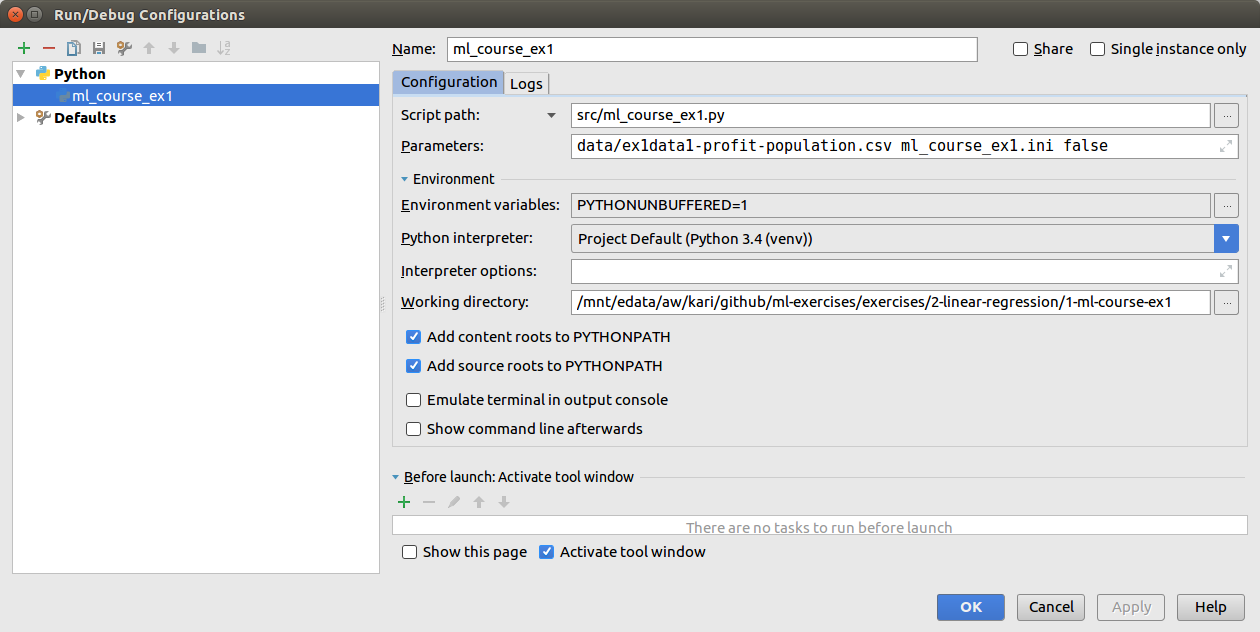 Run/Debug Configurations
Name: ml_course_ex1
Share
Single instance only
Python
ml_course_ex1
Defaults
Configuration
Logs
Script path: src/ml_course_ex1.py ...
Parameters: data/ex1data1-profit-population.csv ml_course_ex1.ini false
Environment
Environment variables: PYTHONUNBUFFERED=1 ...
Python interpreter: Project Default (Python 3.4 (venv))
Interpreter options:
Working directory: /mnt/edata/aw/kari/github/ml-exercises/exercises/2-linear-regression/1-ml-course-ex1 ...
Add content roots to PYTHONPATH
Add source roots to PYTHONPATH
Emulate terminal in output console
Show command line afterwards
Before launch: Activate tool window
There are no tasks to run before launch
Show this page
Activate tool window
OK
Cancel
Apply
Help